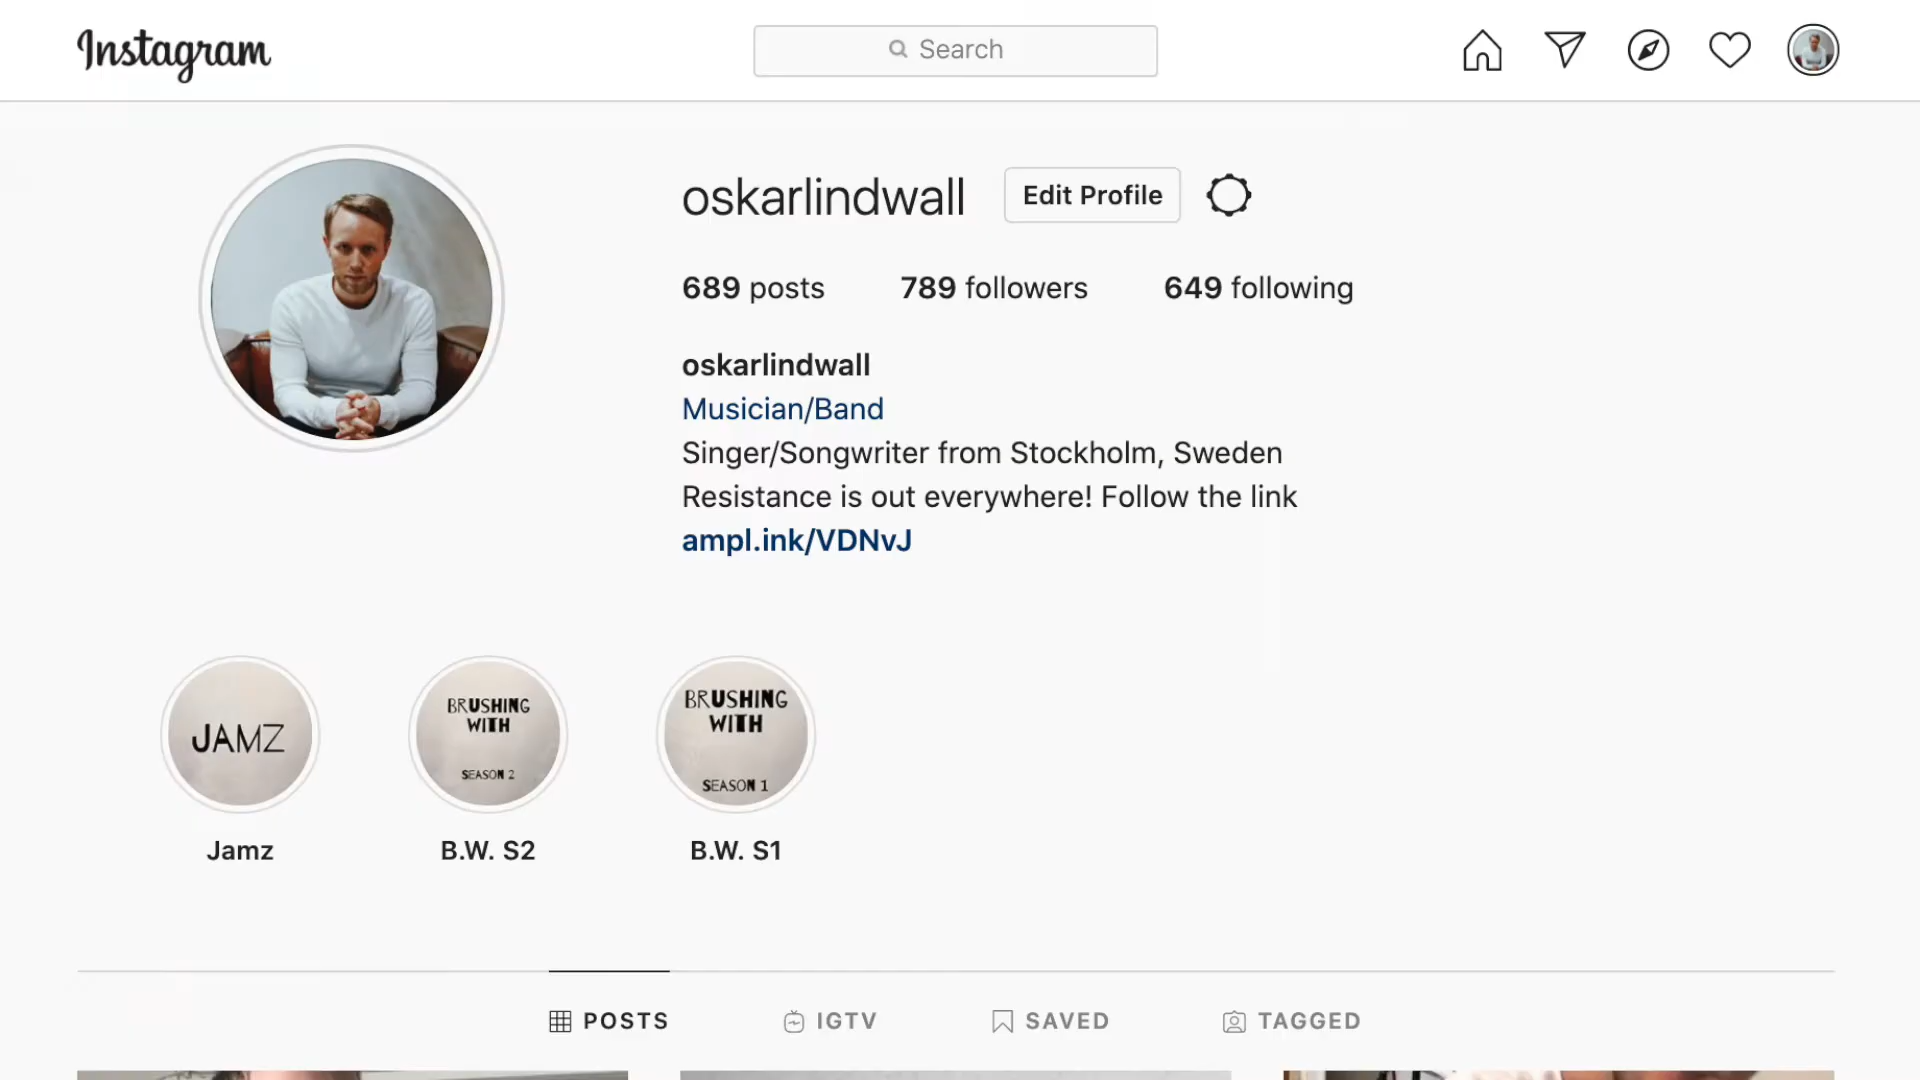 Instagram
Search
oskarlindwall
Edit Profile
689 posts
789 followers
649 following
oskarlindwall
Musician/Band
Singer/Songwriter from Stockholm, Sweden
Resistance is out everywhere! Follow the link
ampl.ink/VDNvJ
JAMZ
BRUSHING
WITH
SEASON 2
BRUSHING
WITH
SEASON 1
Jamz
B.W. S2
B.W. S1
POSTS
IGTV
SAVED
TAGGED